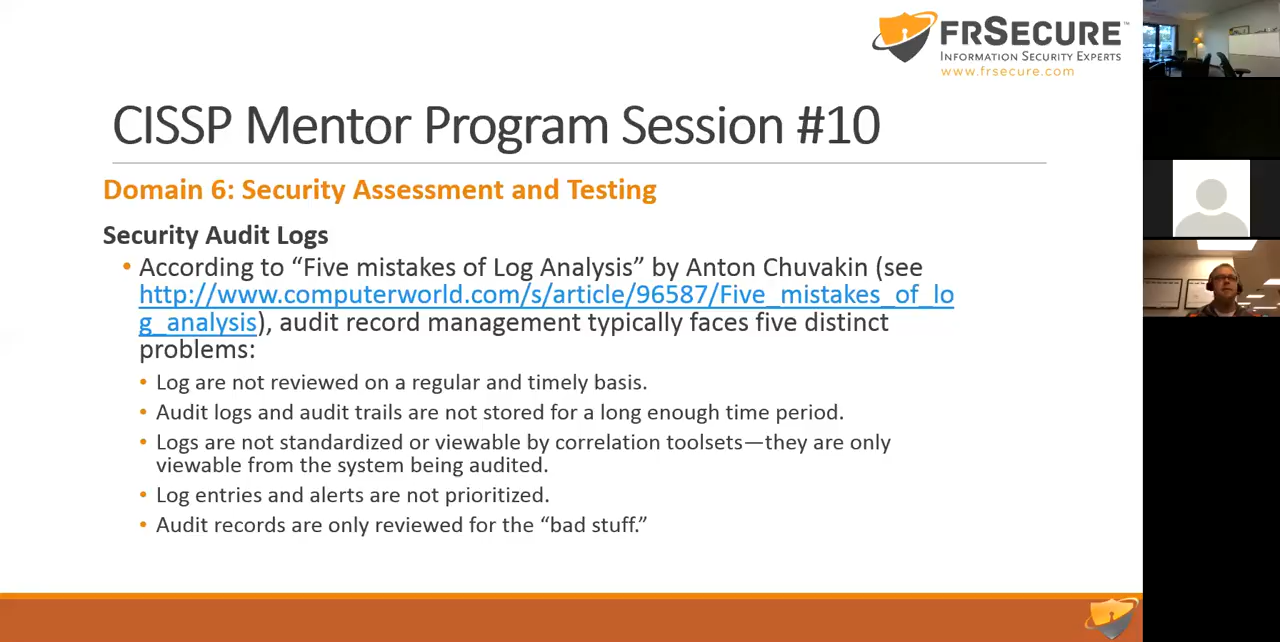 FRSECURE™
INFORMATION SECURITY EXPERTS
www.frsecure.com
CISSP Mentor Program Session #10
Domain 6: Security Assessment and Testing
Security Audit Logs
• According to “Five mistakes of Log Analysis” by Anton Chuvakin (see
http://www.computerworld.com/s/article/96587/Five_mistakes_of_lo
g_analysis), audit record management typically faces five distinct
problems:
• Log are not reviewed on a regular and timely basis.
• Audit logs and audit trails are not stored for a long enough time period.
• Logs are not standardized or viewable by correlation toolsets—they are only
viewable from the system being audited.
• Log entries and alerts are not prioritized.
• Audit records are only reviewed for the “bad stuff.”